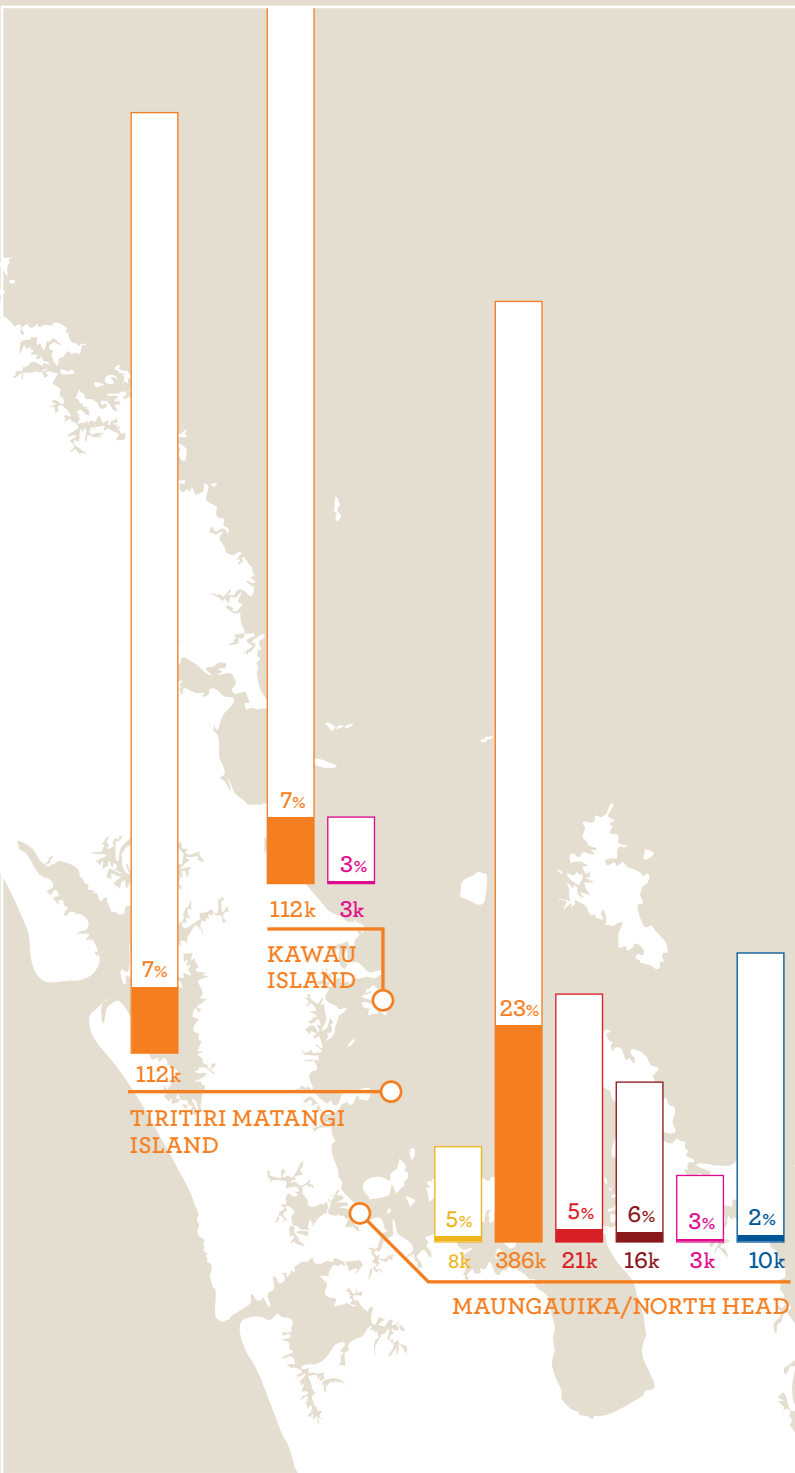 7%
3%
112k 3k
KAWAU
ISLAND
7%
112k
TIRITIRI MATANGI
ISLAND
5% 23% 5% 6% 3% 2%
8k 386k 21k 16k 3k 10k
MAUNGAUIKA/NORTH HEAD